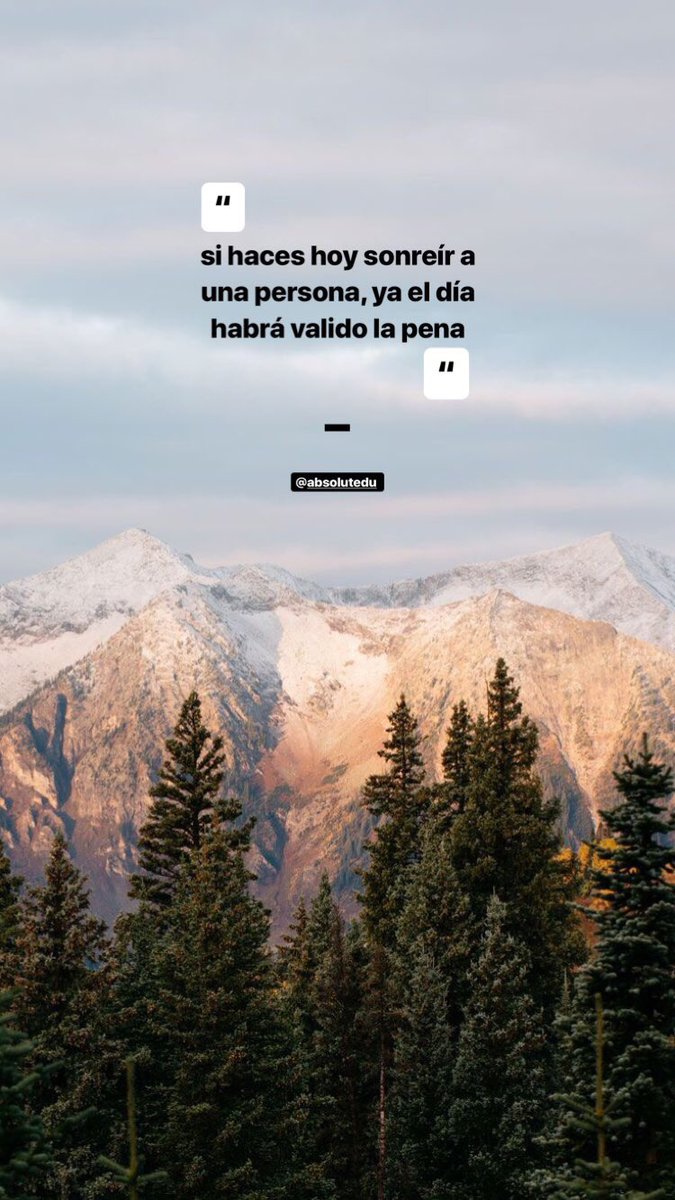 “
si haces hoy sonreír a
una persona, ya el día
habrá valido la pena
“
–
@absolutedu